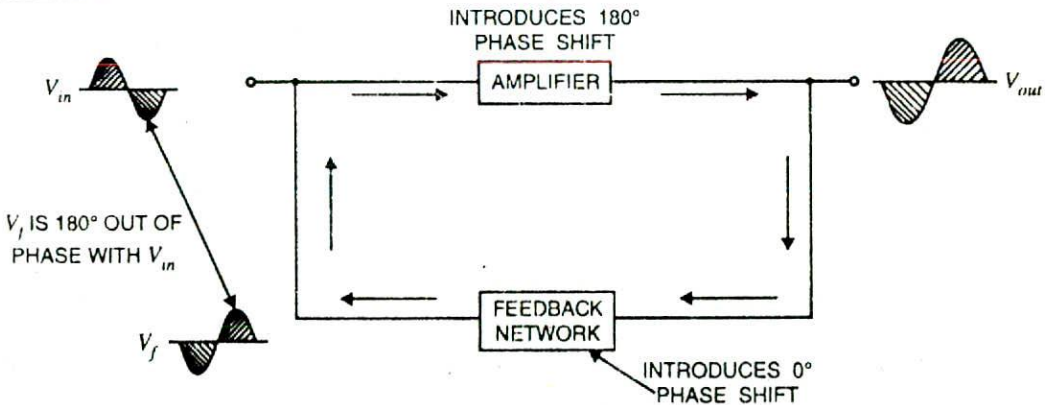 INTRODUCES 180°
PHASE SHIFT
V_in
AMPLIFIER
V_out
V_f IS 180° OUT OF
PHASE WITH V_in
FEEDBACK
NETWORK
V_f
INTRODUCES 0°
PHASE SHIFT